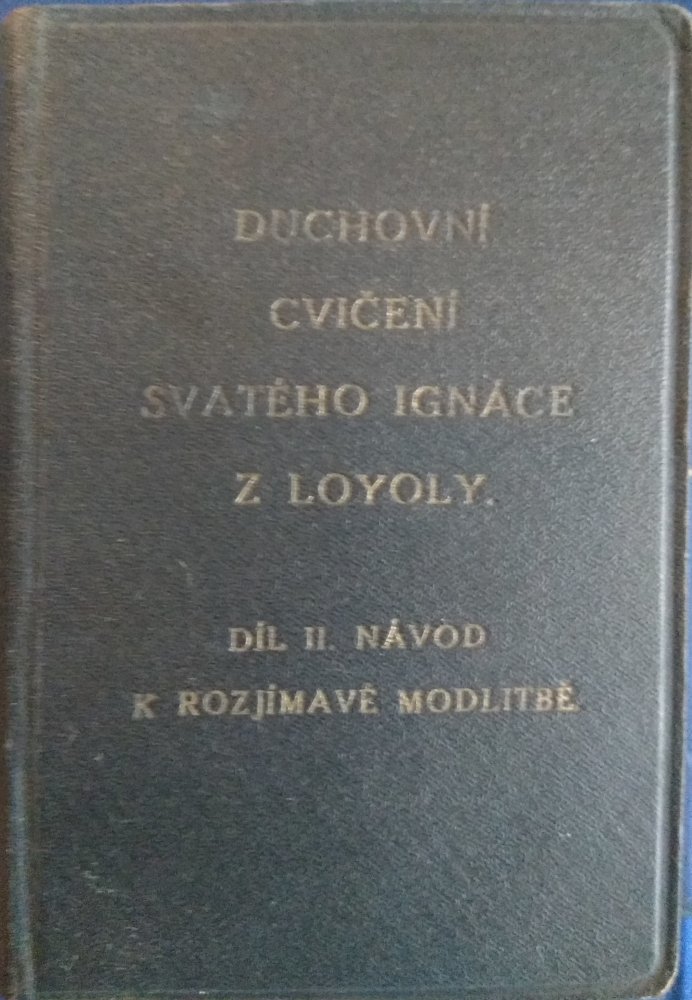 DUCHOVNÍ
CVIČENÍ
SVATÉHO IGNÁCE
Z LOYOLY.
DÍL II. NÁVOD
K ROZJÍMAVÉ MODLITBĚ.